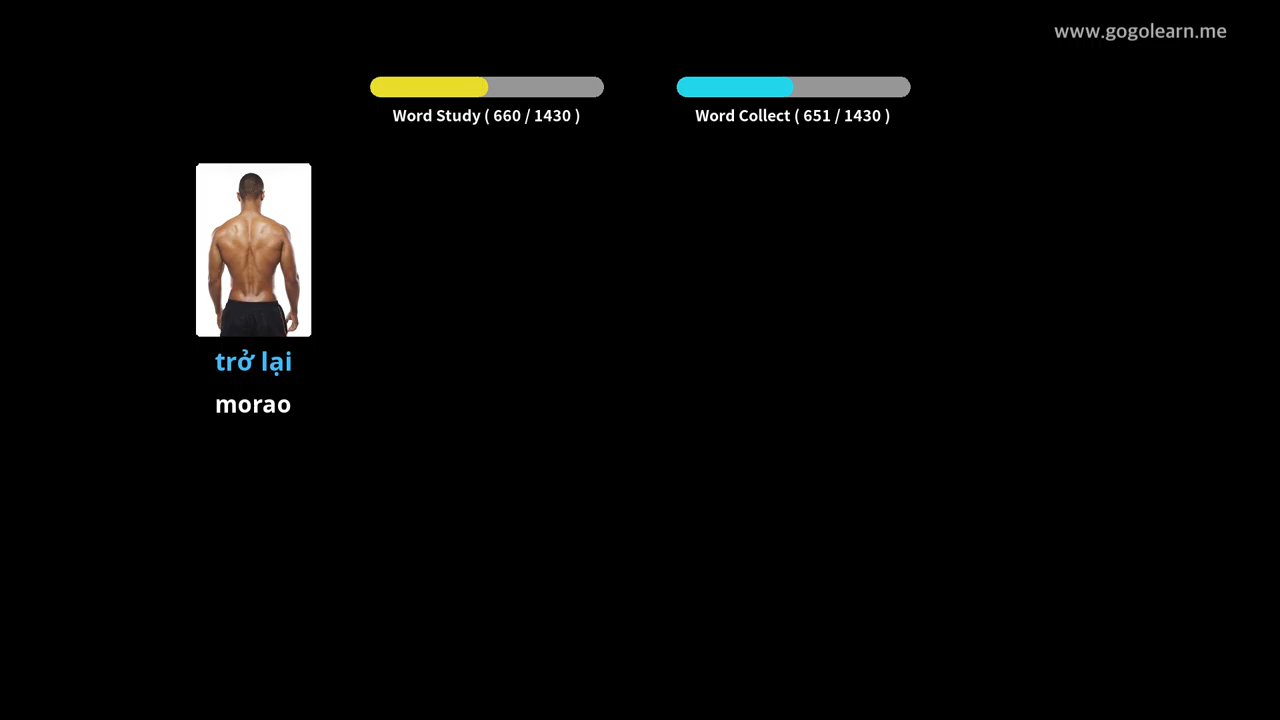 www.gogolearn.me
Word Study ( 660 / 1430 )
Word Collect ( 651 / 1430 )
trở lại
morao